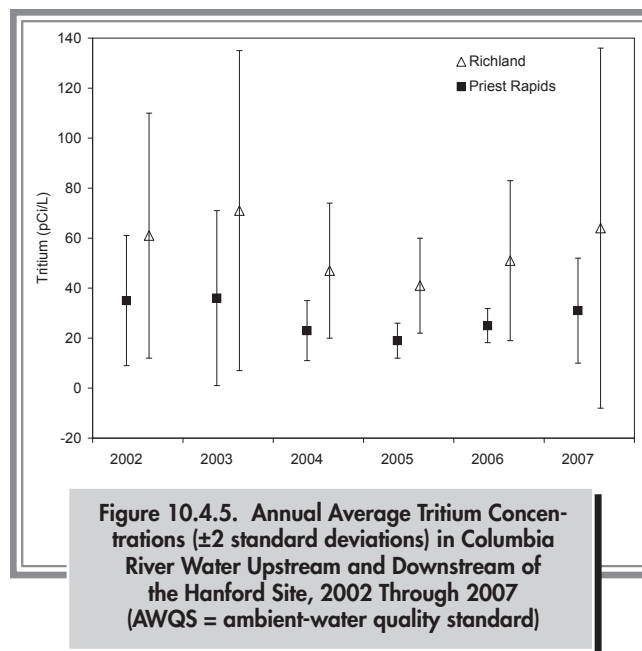 140
120
100
80
60
40
20
0
-20
Tritium (pCi/L)
Richland
Priest Rapids
2002 2003 2004 2005 2006 2007
Figure 10.4.5. Annual Average Tritium Concen-
trations (±2 standard deviations) in Columbia
River Water Upstream and Downstream of
the Hanford Site, 2002 Through 2007
(AWQS = ambient-water quality standard)